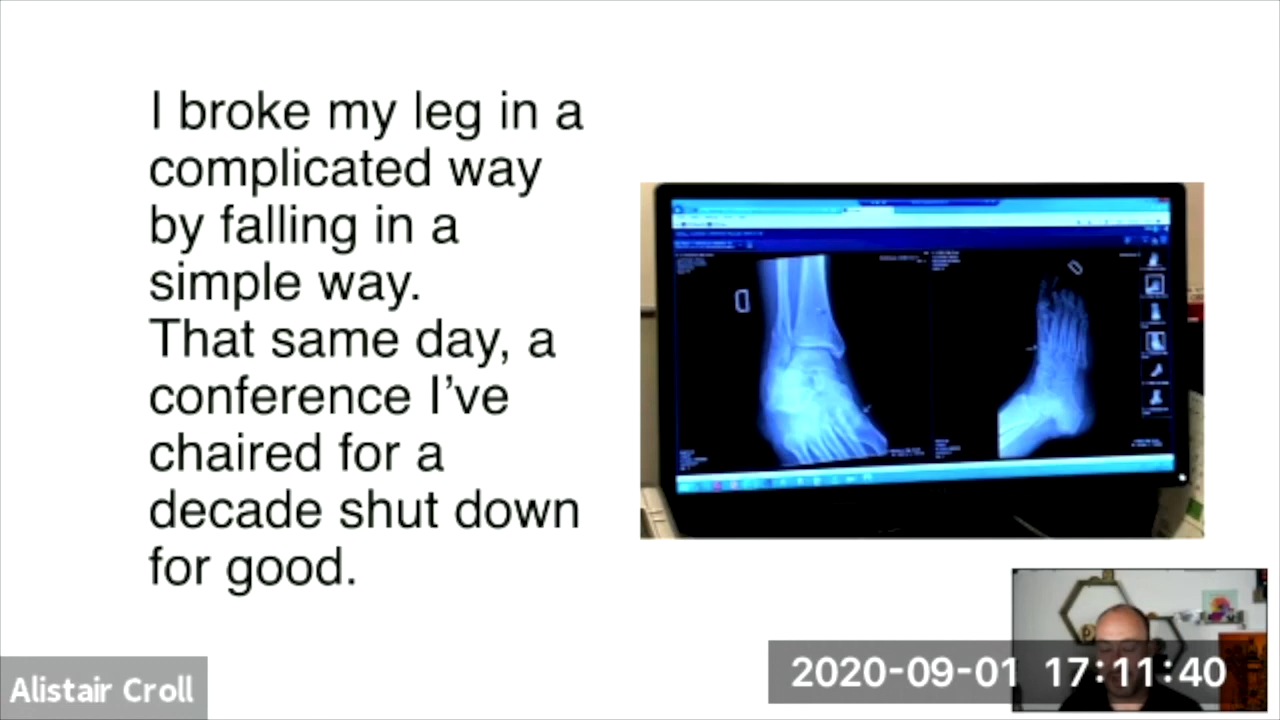 I broke my leg in a
complicated way
by falling in a
simple way.
That same day, a
conference I’ve
chaired for a
decade shut down
for good.
Alistair Croll
2020-09-01 17:11:40